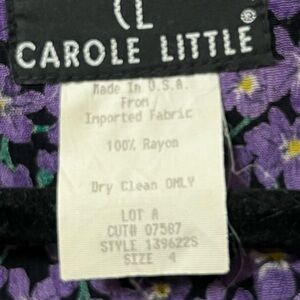 CL
CAROLE LITTLE®
Made In U.S.A.
From
Imported Fabric
100% Rayon
Dry Clean ONLY
LOT A
CUT# 07587
STYLE 139622S
SIZE 4